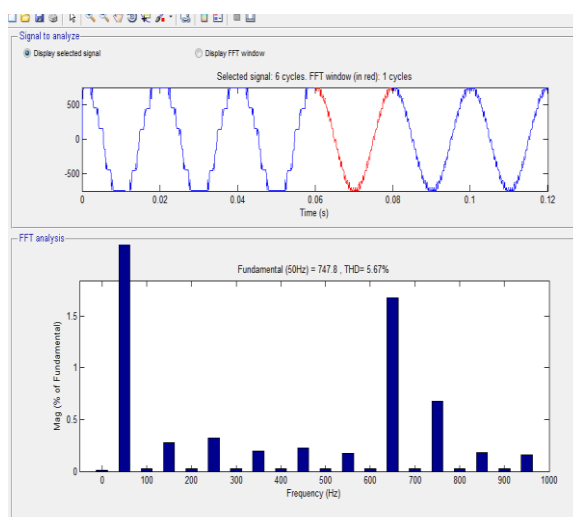 Signal to analyze
Display selected signal
Display FFT window
Selected signal: 6 cycles. FFT window (in red): 1 cycles
500
0
-500
0 0.02 0.04 0.06 0.08 0.1 0.12
Time (s)
FFT analysis
Fundamental (50Hz) = 747.8 , THD= 5.67%
1.5
1
0.5
0
Mag (% of Fundamental)
0 100 200 300 400 500 600 700 800 900 1000
Frequency (Hz)